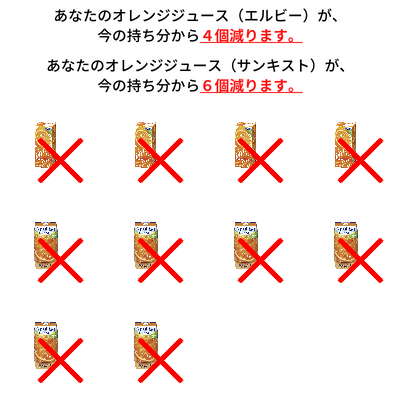 あなたのオレンジジュース（エルビー）が、
今の持ち分から４個減ります。
あなたのオレンジジュース（サンキスト）が、
今の持ち分から６個減ります。